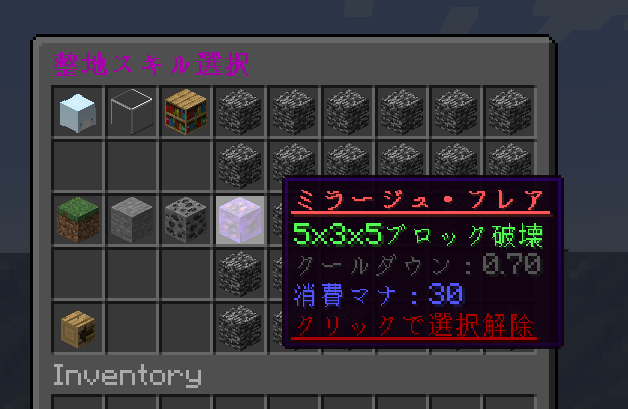 整地スキル選択
ミラージュ・フレア
5x3x5ブロック破壊
クールダウン：0.70
消費マナ：30
クリックで選択解除
Inventory